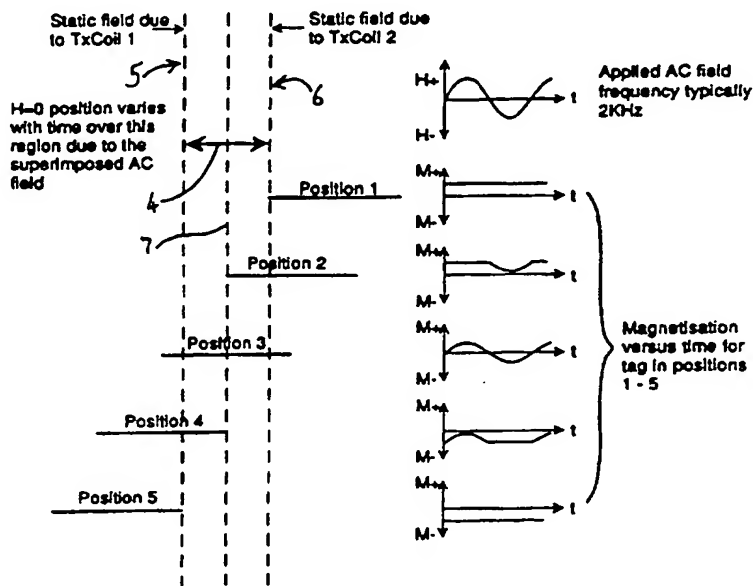 Static field due
to TxCoil 1
Static field due
to TxCoil 2
5
6
H=0 position varies
with time over this
region due to the
superimposed AC
field
4
7
Position 1
Position 2
Position 3
Position 4
Position 5
H+
H-
t
Applied AC field
frequency typically
2KHz
M+
M-
t
M+
M-
t
M+
M-
t
M+
M-
t
M+
M-
t
Magnetisation
versus time for
tag in positions
1 - 5